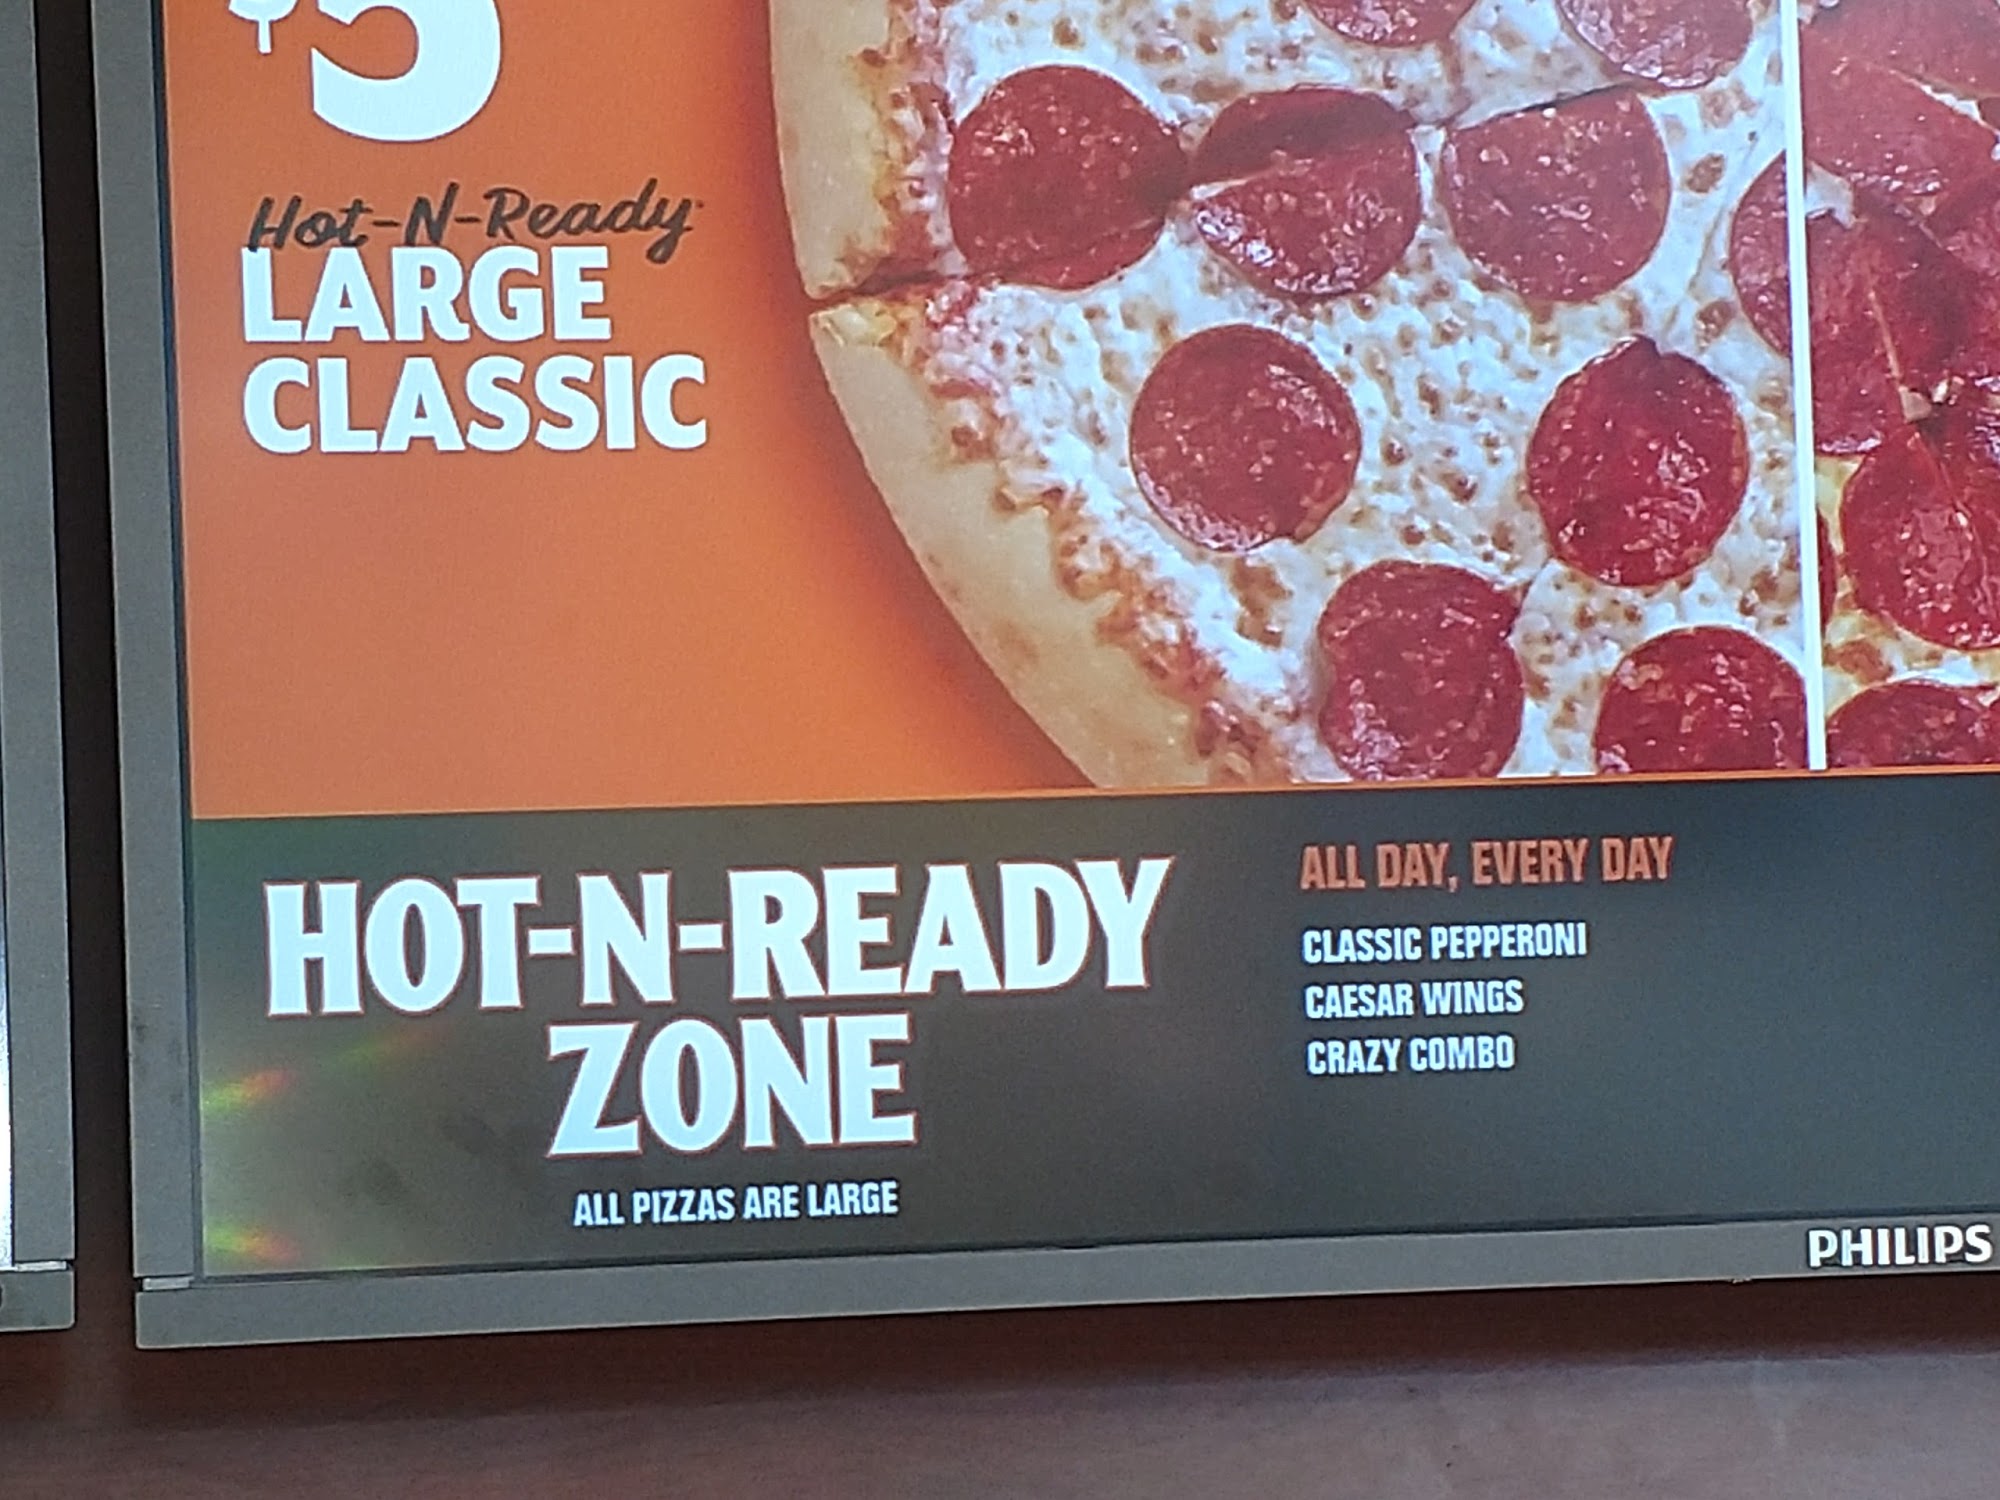 $5
Hot-N-Ready
LARGE
CLASSIC
HOT-N-READY
ZONE
ALL PIZZAS ARE LARGE
ALL DAY, EVERY DAY
CLASSIC PEPPERONI
CAESAR WINGS
CRAZY COMBO
PHILIPS